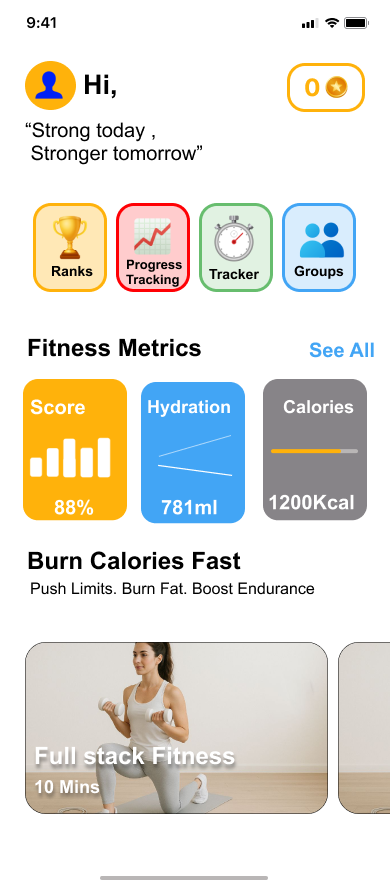 9:41
Hi,
0
“Strong today ,
Stronger tomorrow”
Ranks
Progress
Tracking
Tracker
Groups
Fitness Metrics
See All
Score
Hydration
Calories
88%
781ml
1200Kcal
Burn Calories Fast
Push Limits. Burn Fat. Boost Endurance
Full stack Fitness
10 Mins